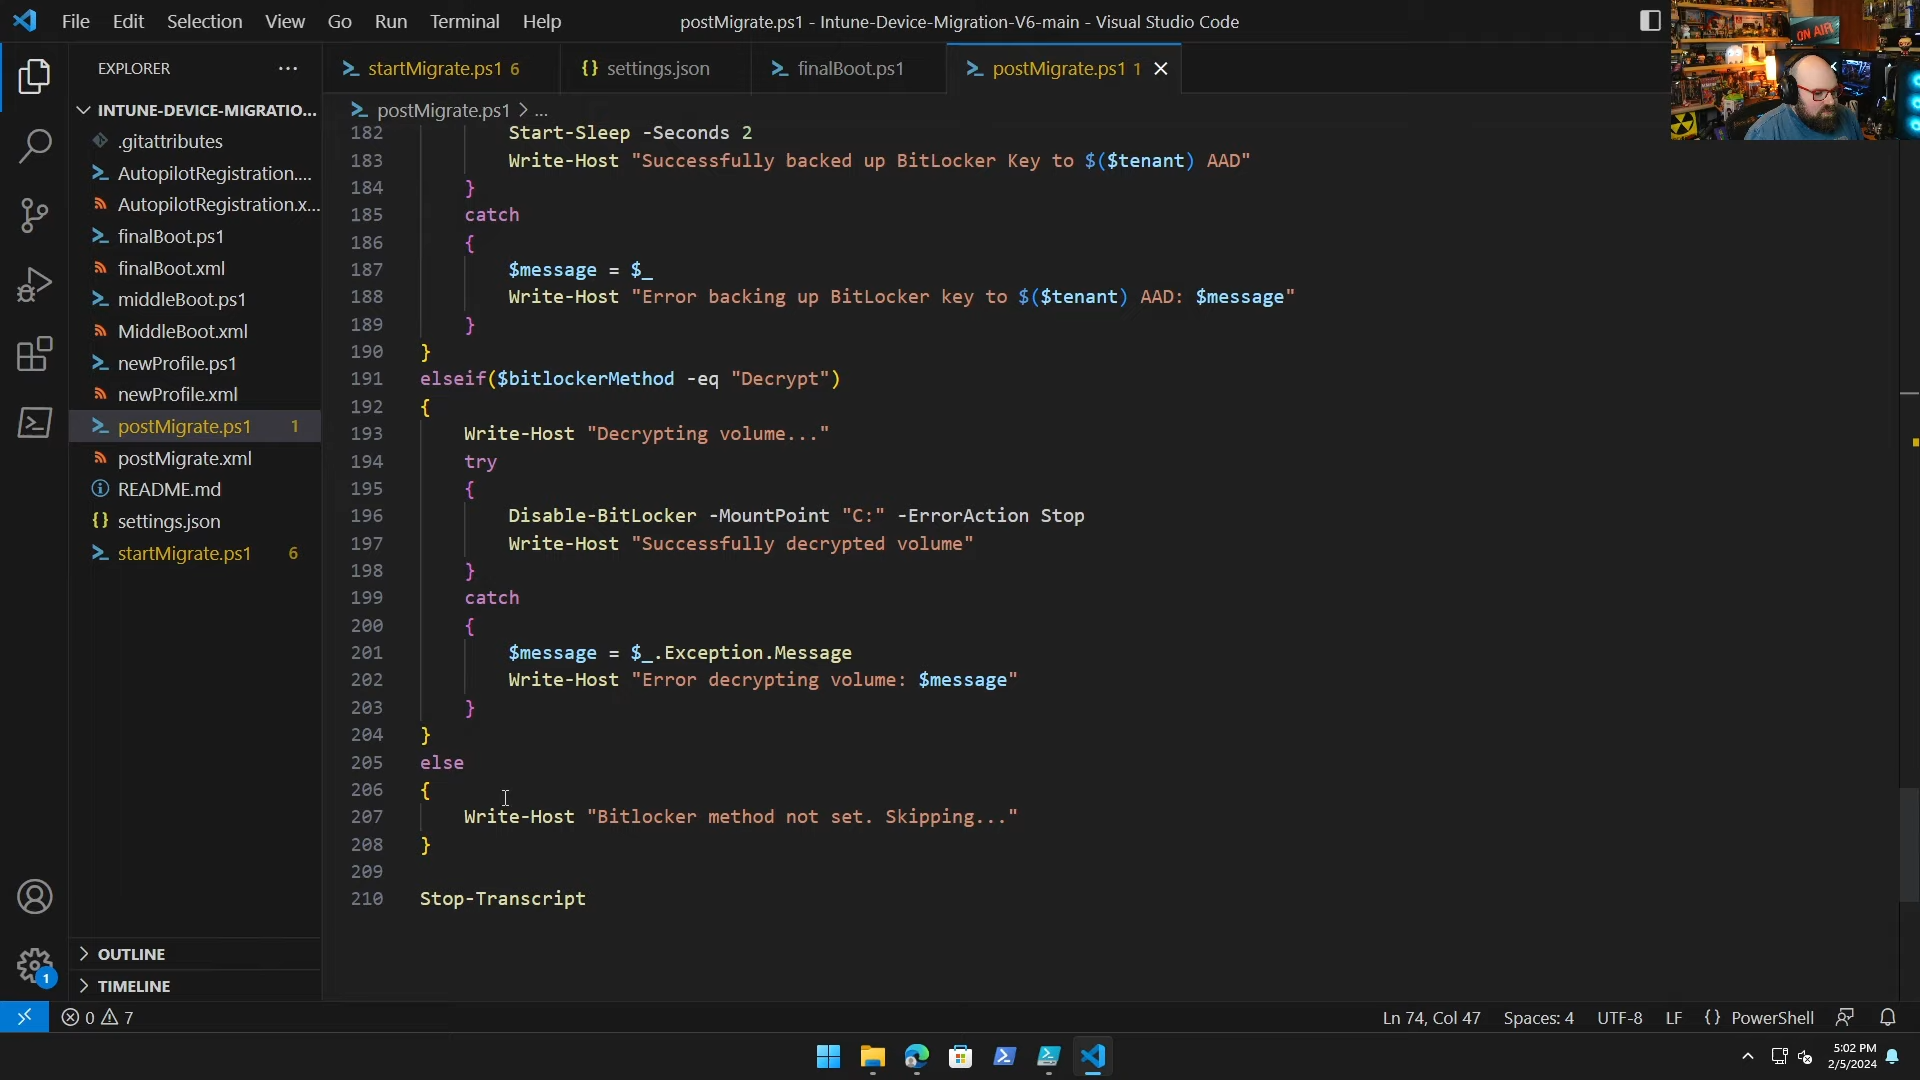 File Edit Selection View Go Run Terminal Help
postMigrate.ps1 - Intune-Device-Migration-V6-main - Visual Studio Code
ON AIR
EXPLORER
INTUNE-DEVICE-MIGRATIO...
.gitattributes
AutopilotRegistration....
AutopilotRegistration.x...
finalBoot.ps1
finalBoot.xml
middleBoot.ps1
MiddleBoot.xml
newProfile.ps1
newProfile.xml
postMigrate.ps1 1
postMigrate.xml
README.md
settings.json
startMigrate.ps1 6
OUTLINE
TIMELINE
startMigrate.ps1 6 settings.json finalBoot.ps1 postMigrate.ps1 1
postMigrate.ps1 > ...
182 Start-Sleep -Seconds 2
183 Write-Host "Successfully backed up BitLocker Key to $($tenant) AAD"
184 }
185 catch
186 {
187 $message = $_
188 Write-Host "Error backing up BitLocker key to $($tenant) AAD: $message"
189 }
190 }
191 elseif($bitlockerMethod -eq "Decrypt")
192 {
193 Write-Host "Decrypting volume..."
194 try
195 {
196 Disable-BitLocker -MountPoint "C:" -ErrorAction Stop
197 Write-Host "Successfully decrypted volume"
198 }
199 catch
200 {
201 $message = $_.Exception.Message
202 Write-Host "Error decrypting volume: $message"
203 }
204 }
205 else
206 {
207 Write-Host "Bitlocker method not set. Skipping..."
208 }
209
210 Stop-Transcript
1
0 7
Ln 74, Col 47 Spaces: 4 UTF-8 LF {} PowerShell
5:02 PM
2/5/2024